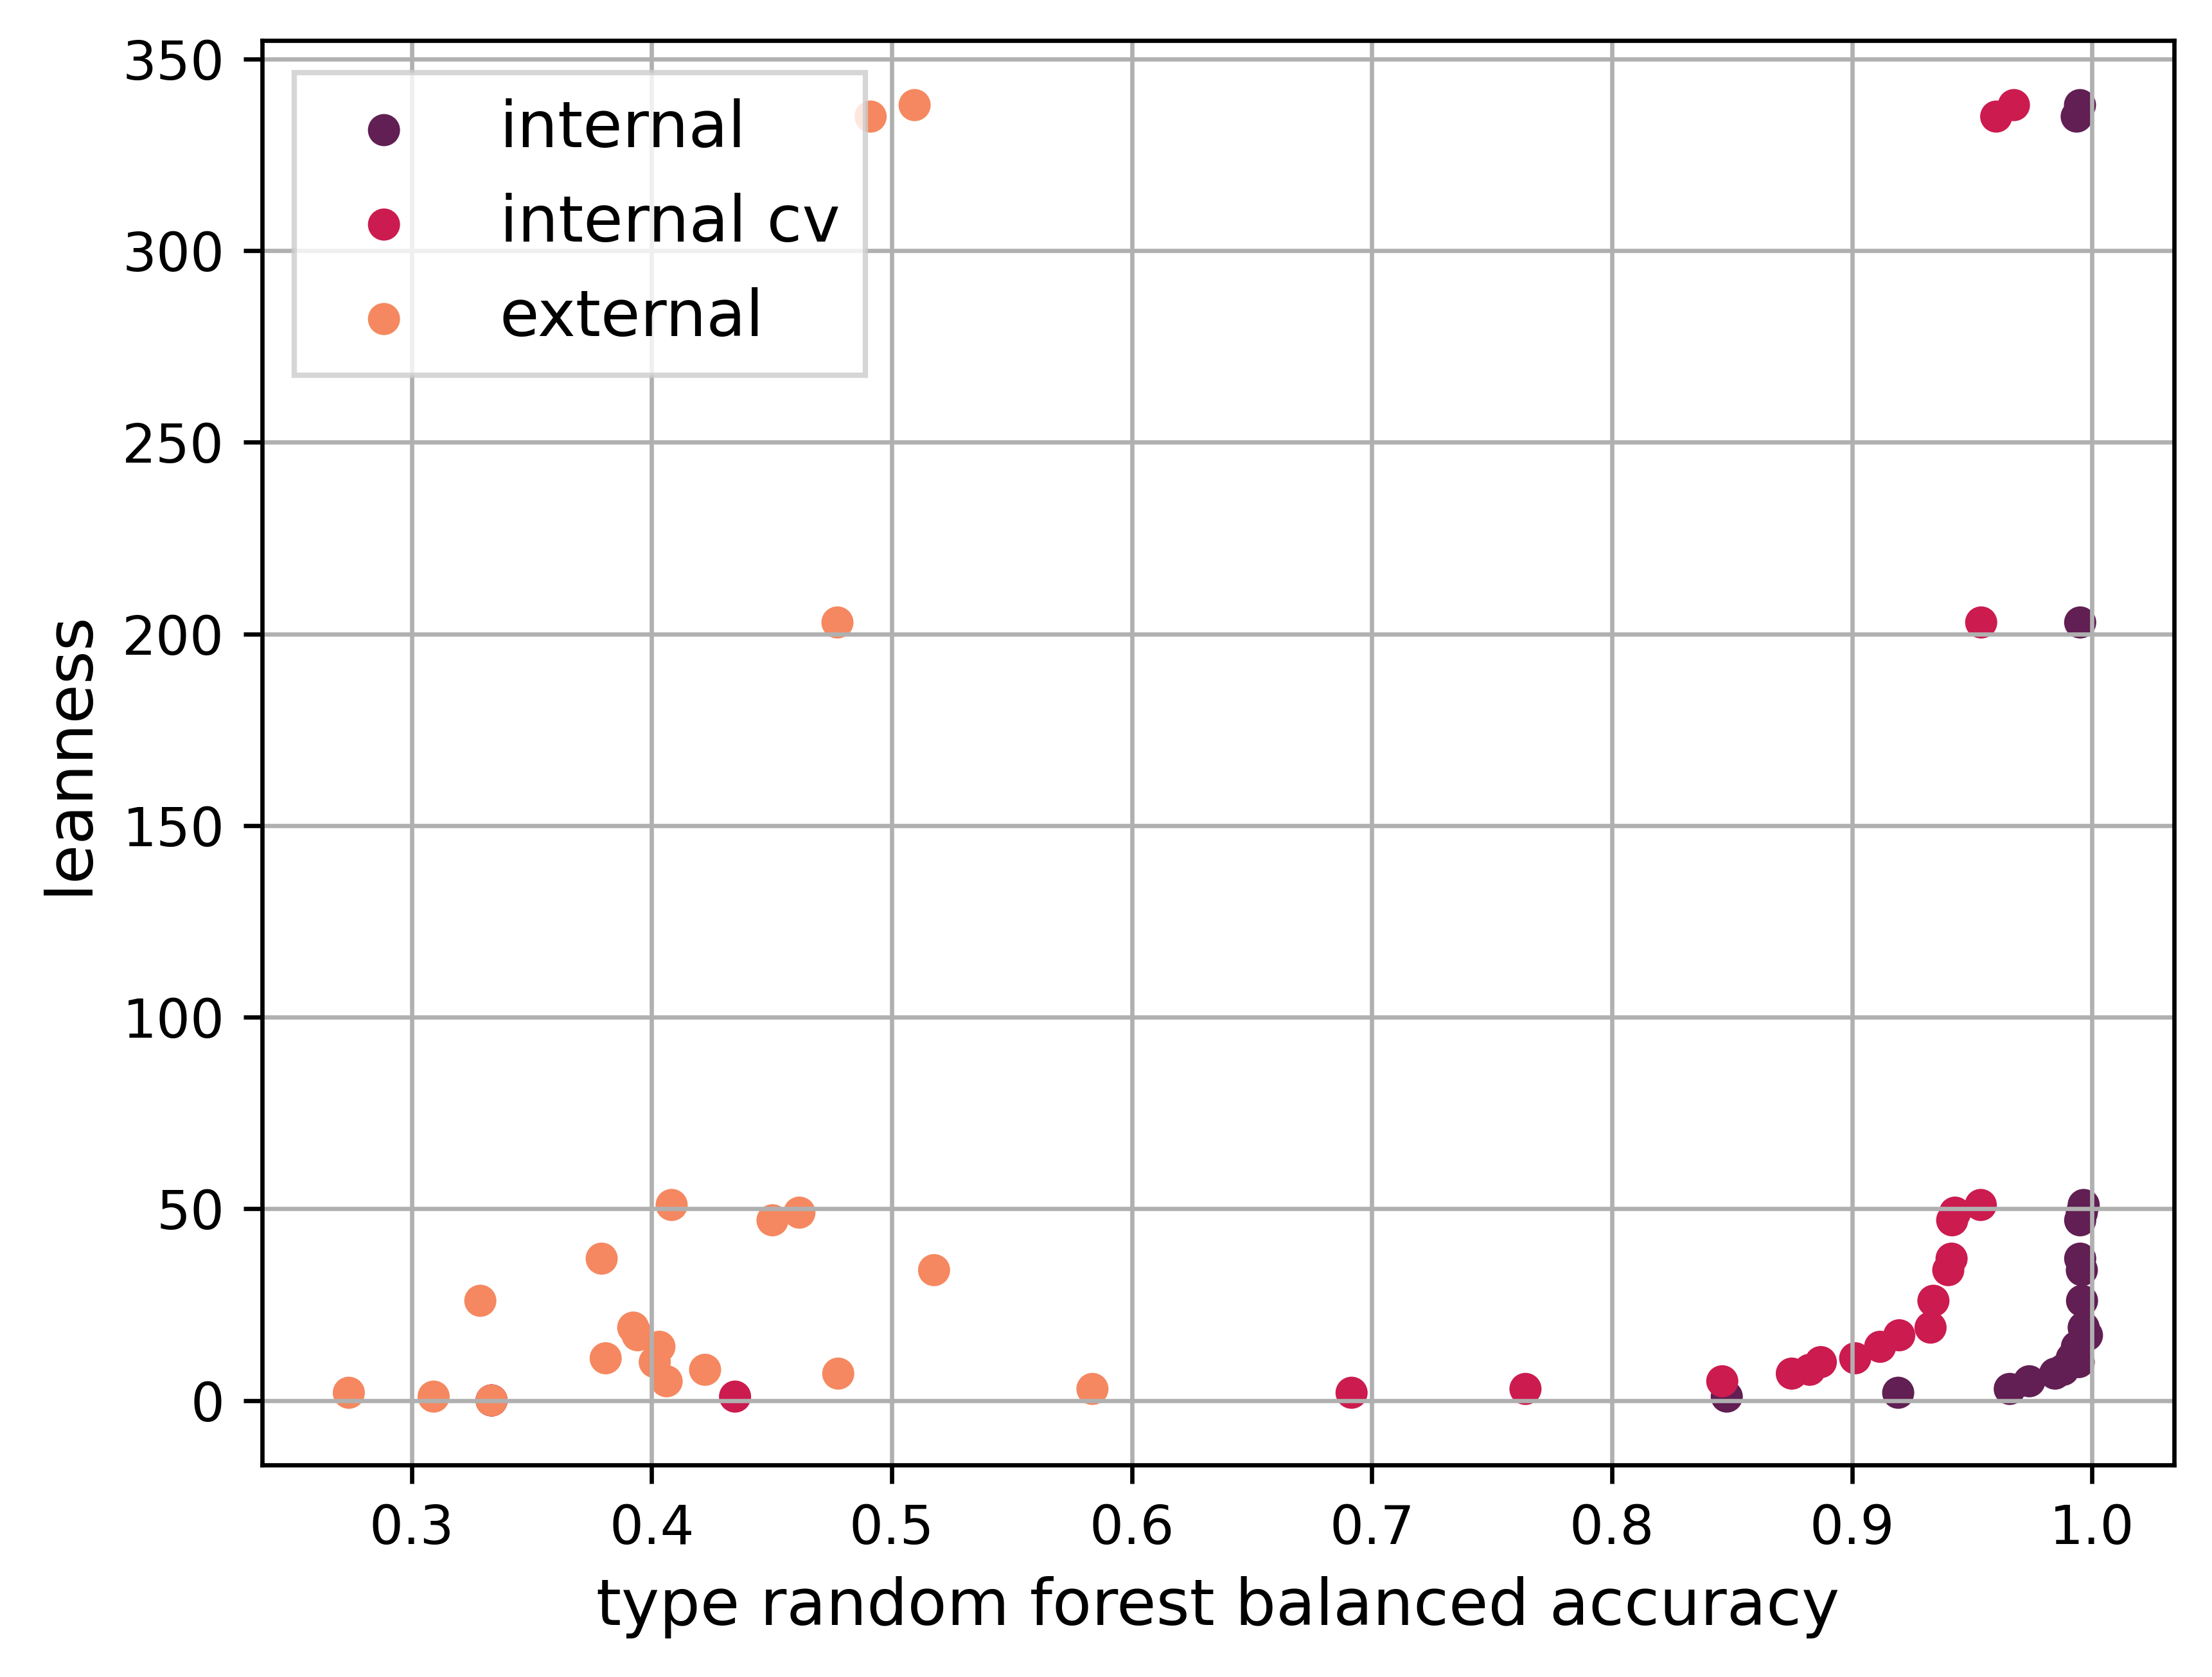 350
300
250
200
150
100
50
0
leanness
internal
internal cv
external
0.3 0.4 0.5 0.6 0.7 0.8 0.9 1.0
type random forest balanced accuracy